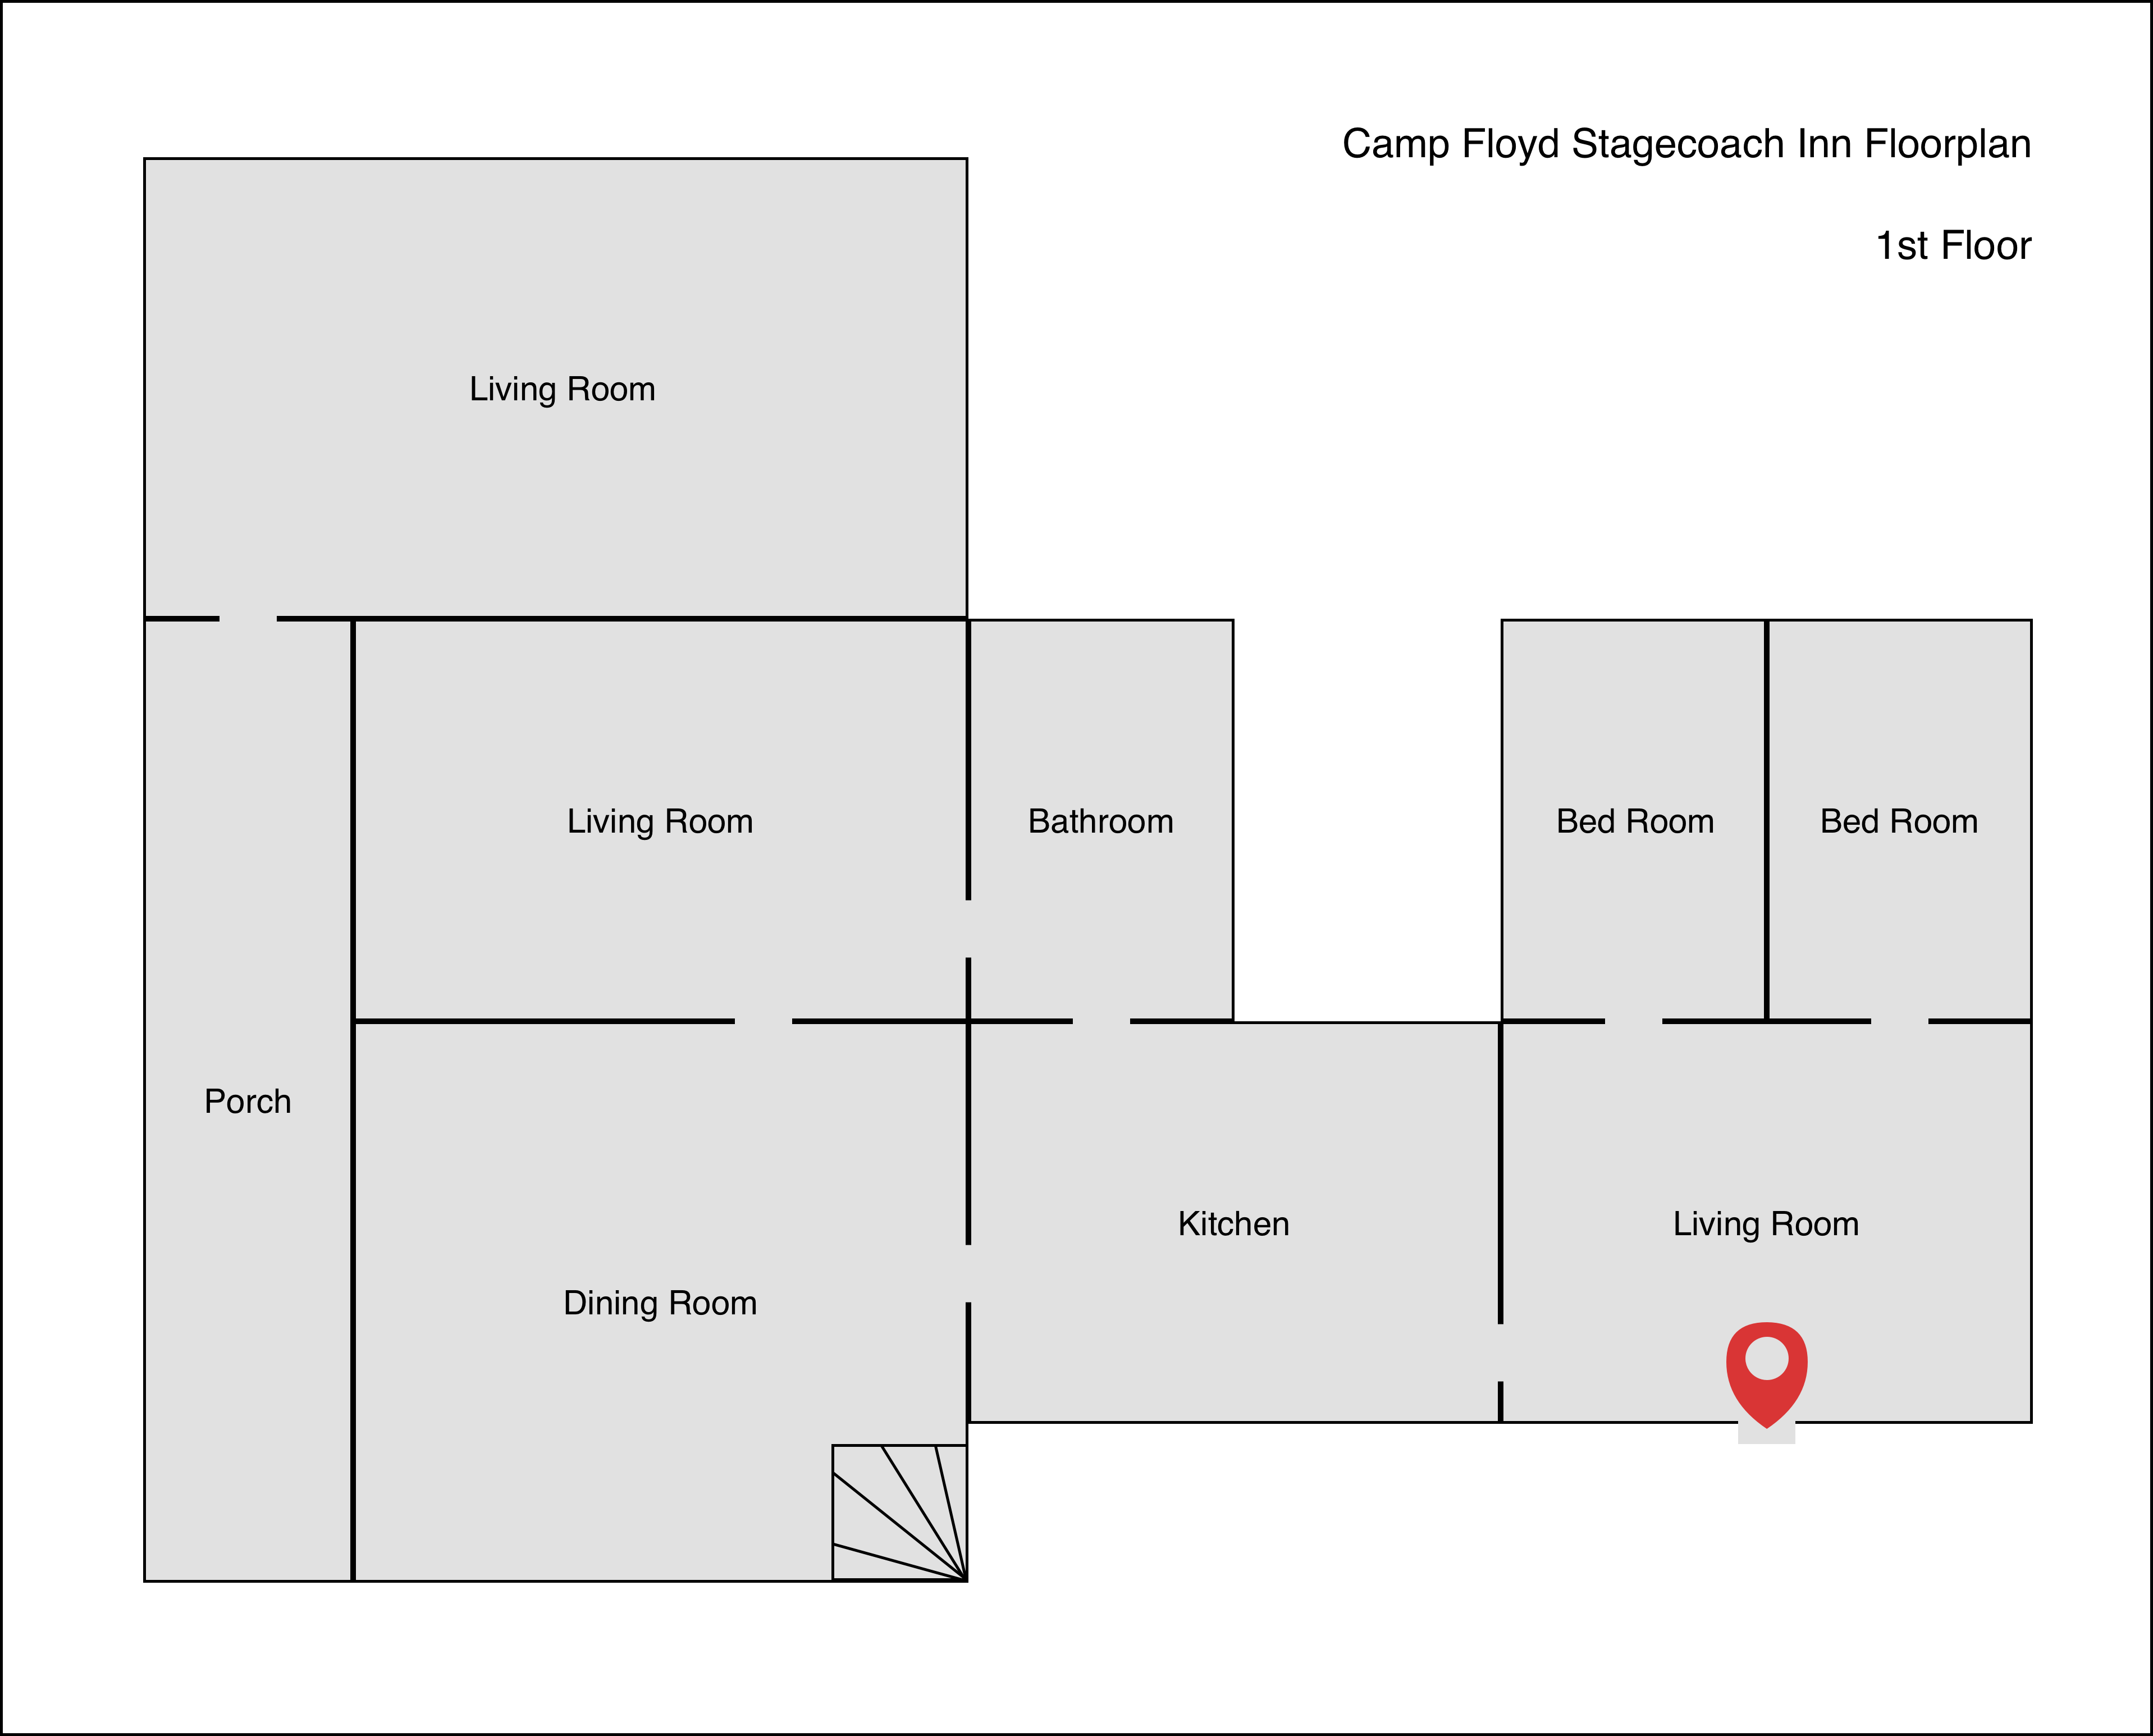 Camp Floyd Stagecoach Inn Floorplan
1st Floor
Living Room
Living Room
Bathroom
Bed Room
Bed Room
Porch
Kitchen
Living Room
Dining Room